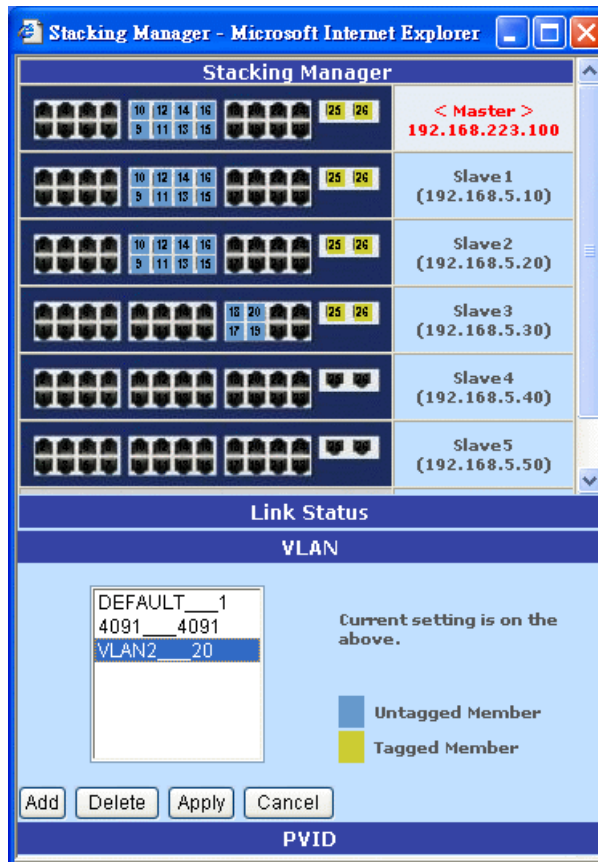 Stacking Manager - Microsoft Internet Explorer
Stacking Manager
10 12 14 16 25 26
9 11 13 15
< Master >
192.168.223.100
10 12 14 16 25 26
9 11 13 15
Slave1
(192.168.5.10)
10 12 14 16 25 26
9 11 13 15
Slave2
(192.168.5.20)
18 20 25 26
17 19
Slave3
(192.168.5.30)
Slave4
(192.168.5.40)
Slave5
(192.168.5.50)
Link Status
VLAN
DEFAULT___1
4091___4091
VLAN2___20
Current setting is on the
above.
Untagged Member
Tagged Member
Add Delete Apply Cancel
PVID